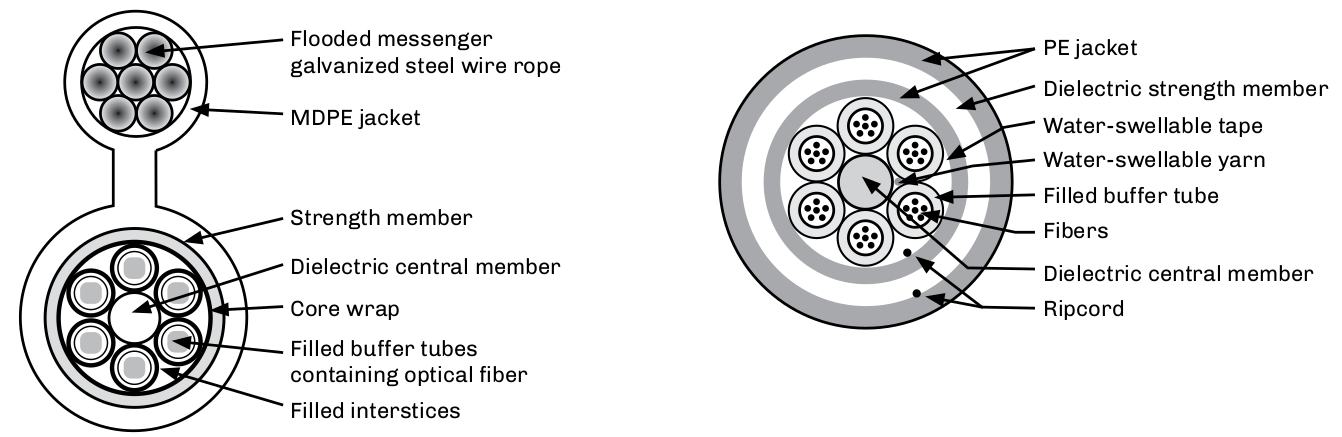 Flooded messenger
galvanized steel wire rope
MDPE jacket
Strength member
Dielectric central member
Core wrap
Filled buffer tubes
containing optical fiber
Filled interstices
PE jacket
Dielectric strength member
Water-swellable tape
Water-swellable yarn
Filled buffer tube
Fibers
Dielectric central member
Ripcord